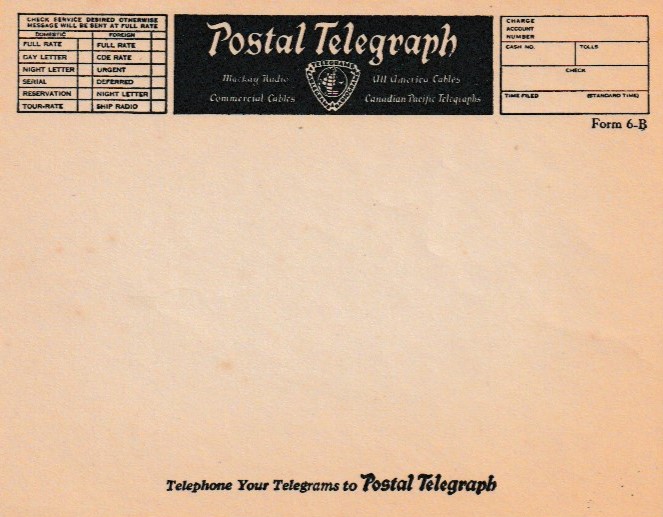 CHECK SERVICE DESIRED OTHERWISE
MESSAGE WILL BE SENT AT FULL RATE
DOMESTIC FOREIGN
FULL RATE FULL RATE
DAY LETTER CDE RATE
NIGHT LETTER URGENT
SERIAL DEFERRED
RESERVATION NIGHT LETTER
TOUR-RATE SHIP RADIO
Postal Telegraph
TELEGRAMS
Mackay Radio All America Cables
Commercial Cables Canadian Pacific Telegraphs
CHARGE
ACCOUNT
NUMBER
CASH NO. TOLLS
CHECK
TIME FILED (STANDARD TIME)
Form 6-B
Telephone Your Telegrams to Postal Telegraph